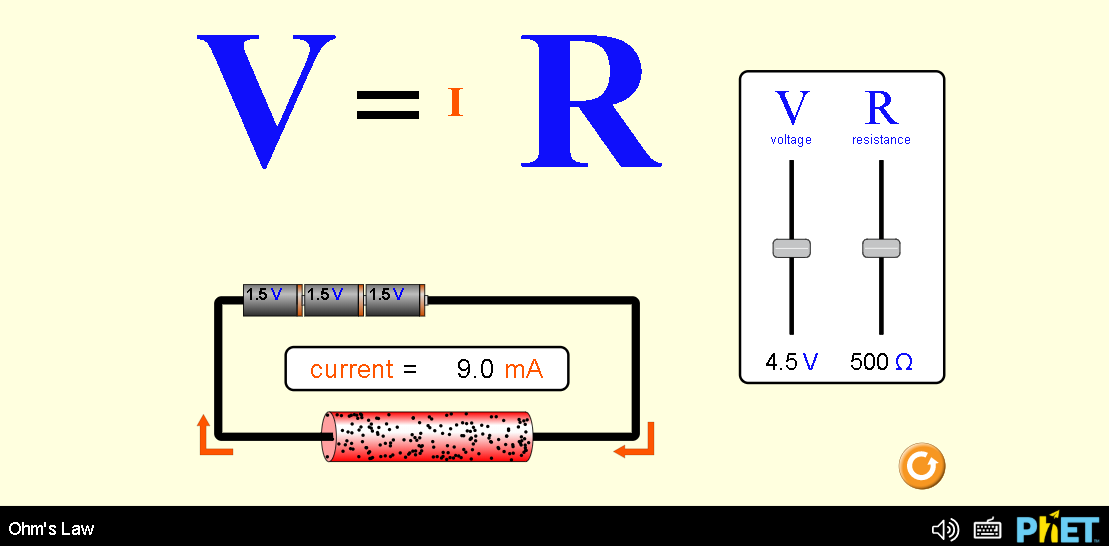 V = I R
V R
voltage resistance
4.5 V 500 Ω
1.5 V 1.5 V 1.5 V
current = 9.0 mA
Ohm's Law
PhET